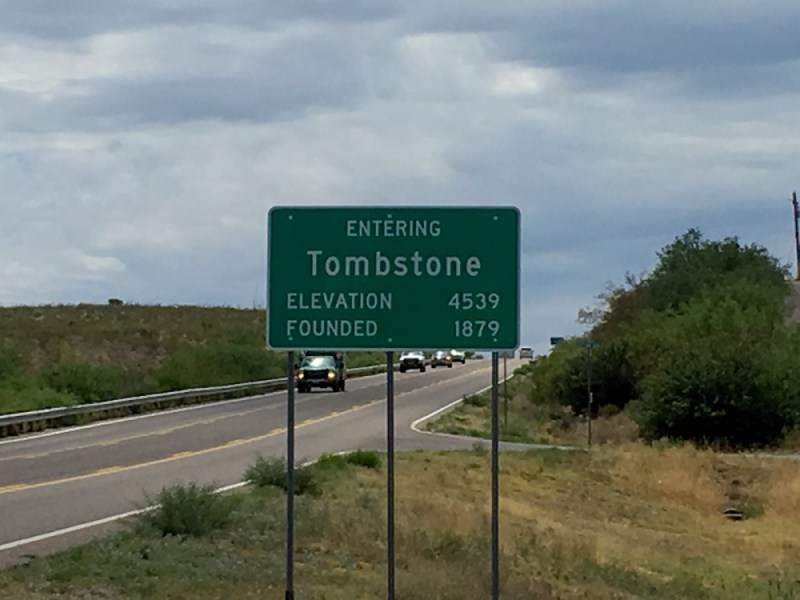 ENTERING
Tombstone
ELEVATION 4539
FOUNDED 1879